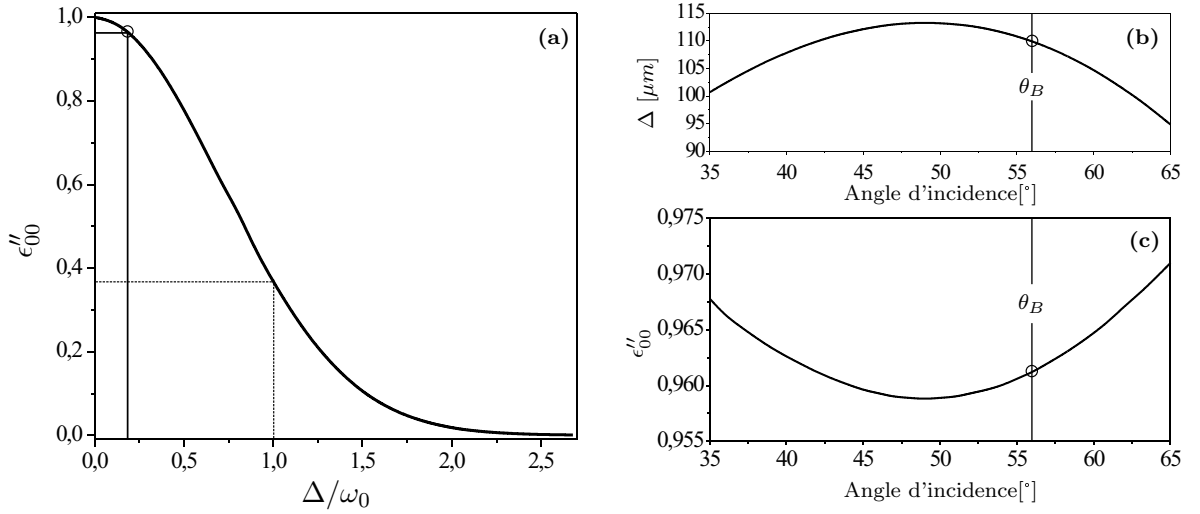 (a)
1,0
0,8
0,6
0,4
0,2
0,0
ϵ″₀₀
0,0 0,5 1,0 1,5 2,0 2,5
Δ/ω₀
(b)
115
110
105
100
95
90
Δ [μm]
θ_B
35 40 45 50 55 60 65
Angle d'incidence[°]
(c)
0,975
0,970
0,965
0,960
0,955
ϵ″₀₀
θ_B
35 40 45 50 55 60 65
Angle d'incidence[°]